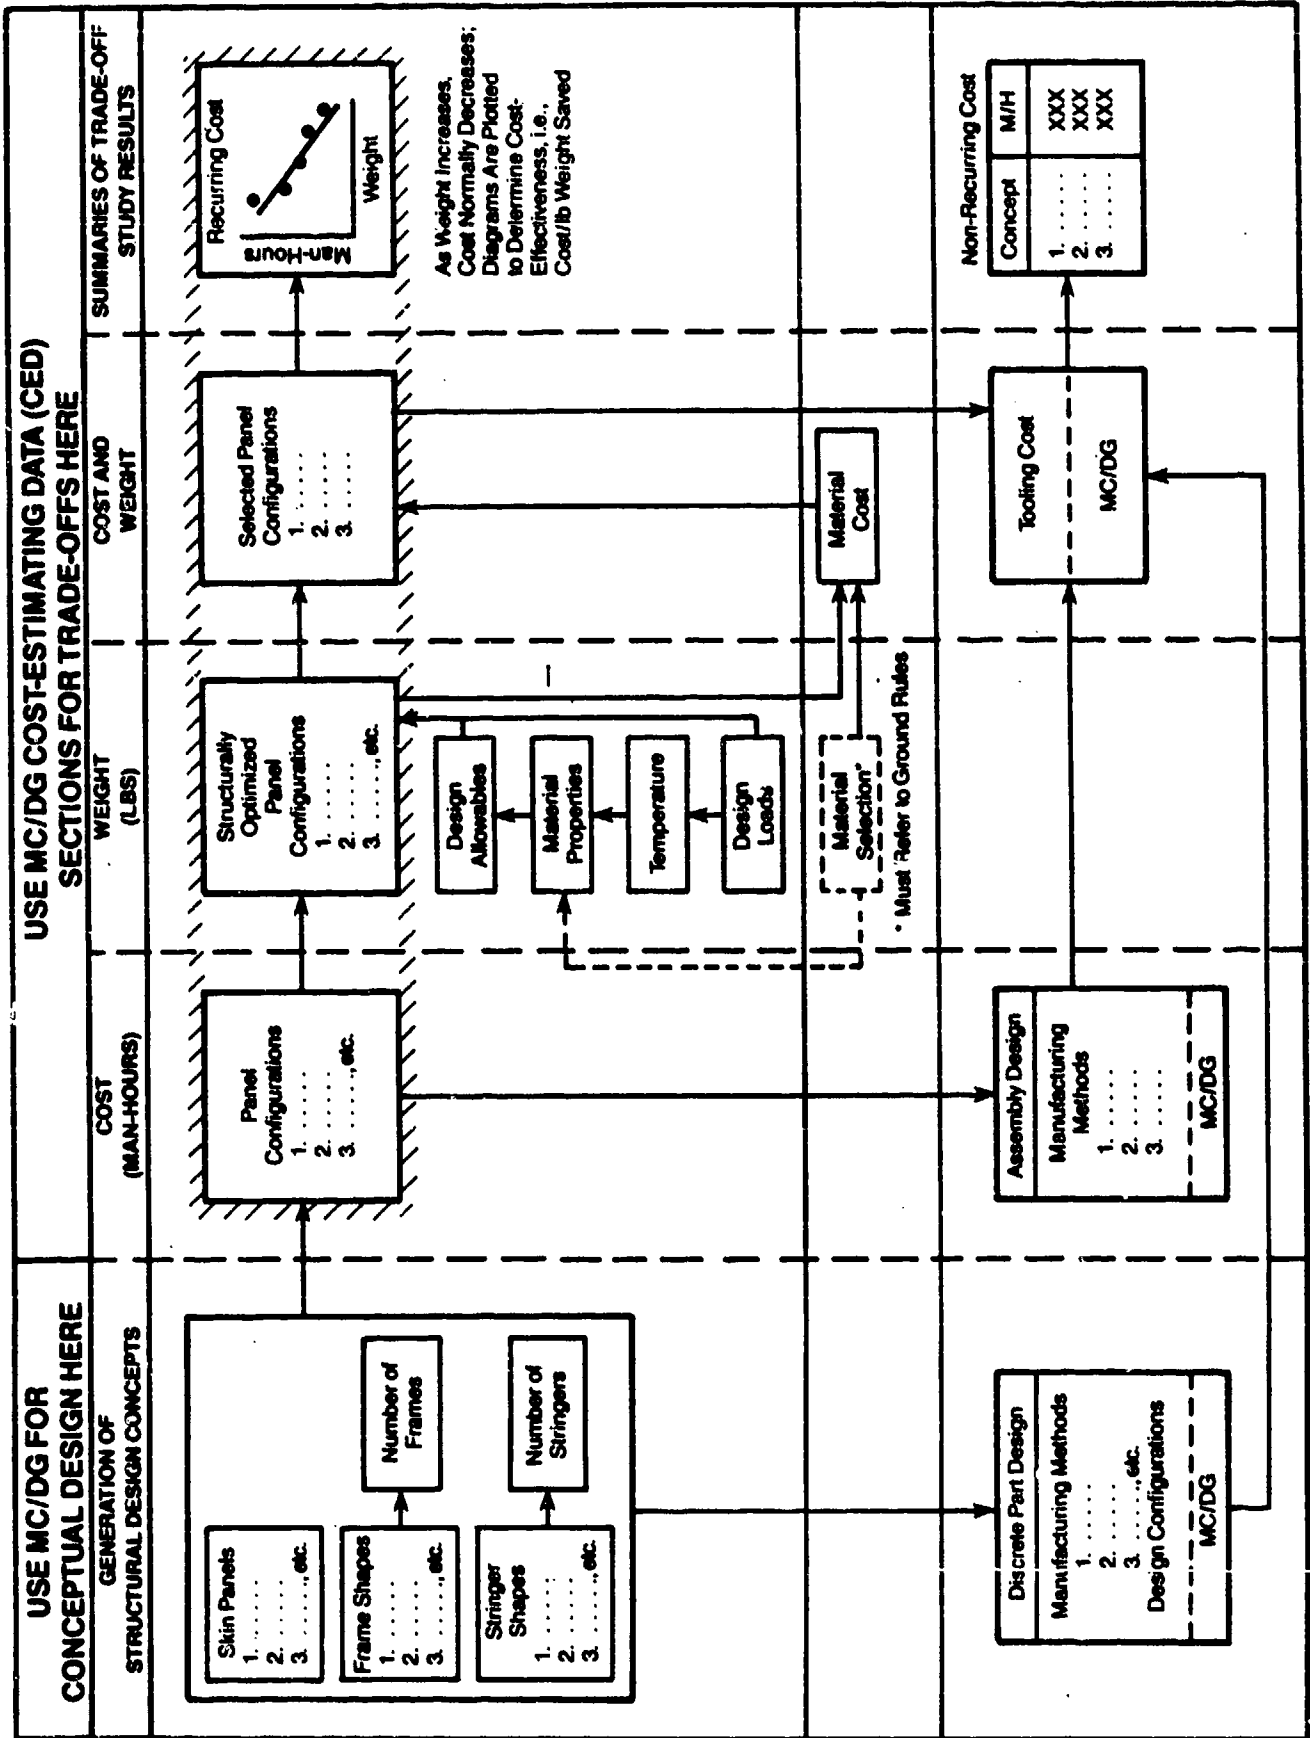 USE MC/DG FOR
CONCEPTUAL DESIGN HERE
USE MC/DG COST-ESTIMATING DATA (CED)
SECTIONS FOR TRADE-OFFS HERE
GENERATION OF
STRUCTURAL DESIGN CONCEPTS
COST
(MAN-HOURS)
WEIGHT
(LBS)
COST AND
WEIGHT
SUMMARIES OF TRADE-OFF
STUDY RESULTS
Skin Panels
1. ......
2. ......
3. ......, etc.
Frame Shapes
1. ......
2. ......
3. ......, etc.
Number of
Frames
Stringer
Shapes
1. ......
2. ......
3. ......, etc.
Number of
Stringers
Panel
Configurations
1. ......
2. ......
3. ......, etc.
Structurally
Optimized
Panel
Configurations
1. ......
2. ......
3. ......, etc.
Design
Allowables
Material
Properties
Temperature
Design
Loads
Selected Panel
Configurations
1. ......
2. ......
3. ......
Recurring Cost
Man-Hours
Weight
As Weight Increases,
Cost Normally Decreases;
Diagrams Are Plotted
to Determine Cost-
Effectiveness, i.e.,
Cost/lb Weight Saved
Material
Selection*
* Must Refer to Ground Rules
Material
Cost
Discrete Part Design
Manufacturing Methods
1. ......
2. ......
3. ......, etc.
Design Configurations
MC/DG
Assembly Design
Manufacturing
Methods
1. ......
2. ......
3. ......
MC/DG
Tooling Cost
MC/DG
Non-Recurring Cost
Concept M/H
1. ...... XXX
2. ...... XXX
3. ...... XXX